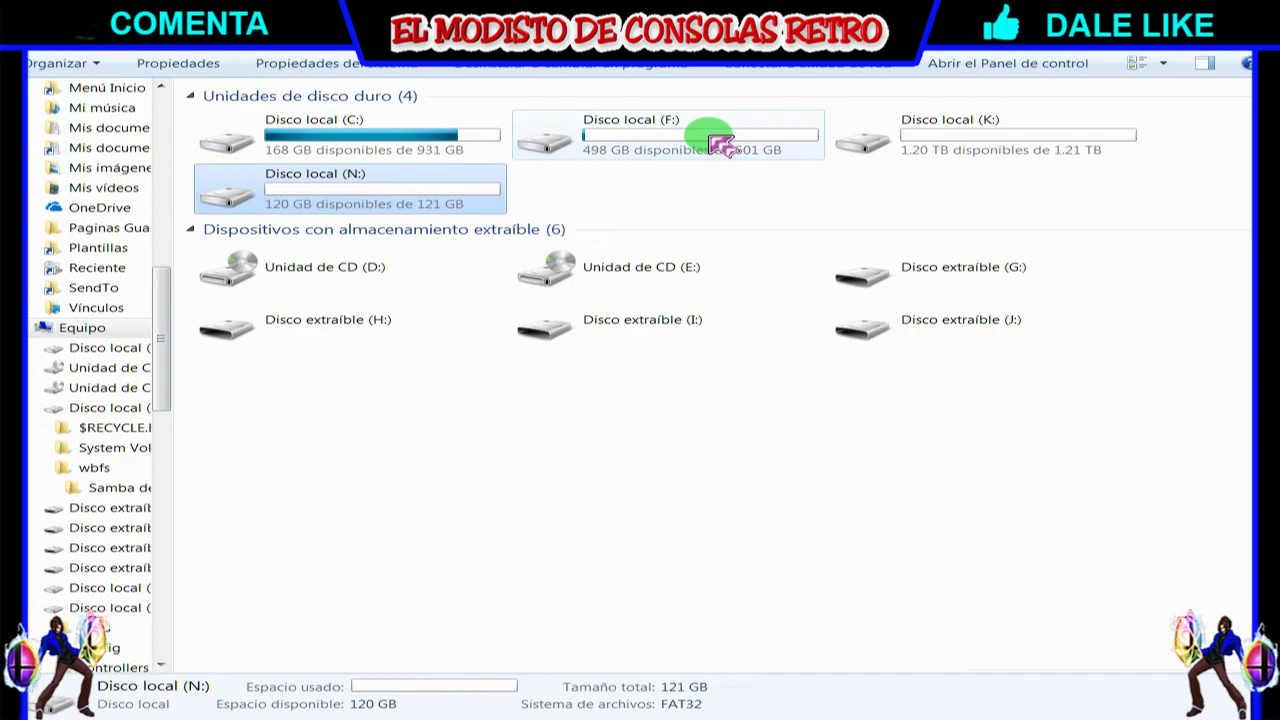 COMENTA
EL MODISTO DE CONSOLAS RETRO
DALE LIKE
Organizar
Propiedades
Propiedades del sistema
Abrir el Panel de control
Menú Inicio
Mi música
Mis docume
Mis docume
Mis imágene
Mis vídeos
OneDrive
Paginas Gua
Plantillas
Reciente
SendTo
Vínculos
Equipo
Disco local (
Unidad de C
Unidad de C
Disco local (
$RECYCLE.I
System Vol
wbfs
Samba de
Disco extraíb
Disco extraíb
Disco extraíb
Disco extraíb
Disco local (
Disco local (
ontrollers
Unidades de disco duro (4)
Disco local (C:)
168 GB disponibles de 931 GB
Disco local (F:)
498 GB disponibles 501 GB
Disco local (K:)
1.20 TB disponibles de 1.21 TB
Disco local (N:)
120 GB disponibles de 121 GB
Dispositivos con almacenamiento extraíble (6)
Unidad de CD (D:)
Unidad de CD (E:)
Disco extraíble (G:)
Disco extraíble (H:)
Disco extraíble (I:)
Disco extraíble (J:)
Disco local (N:)
Espacio usado:
Tamaño total: 121 GB
Disco local
Espacio disponible: 120 GB
Sistema de archivos: FAT32